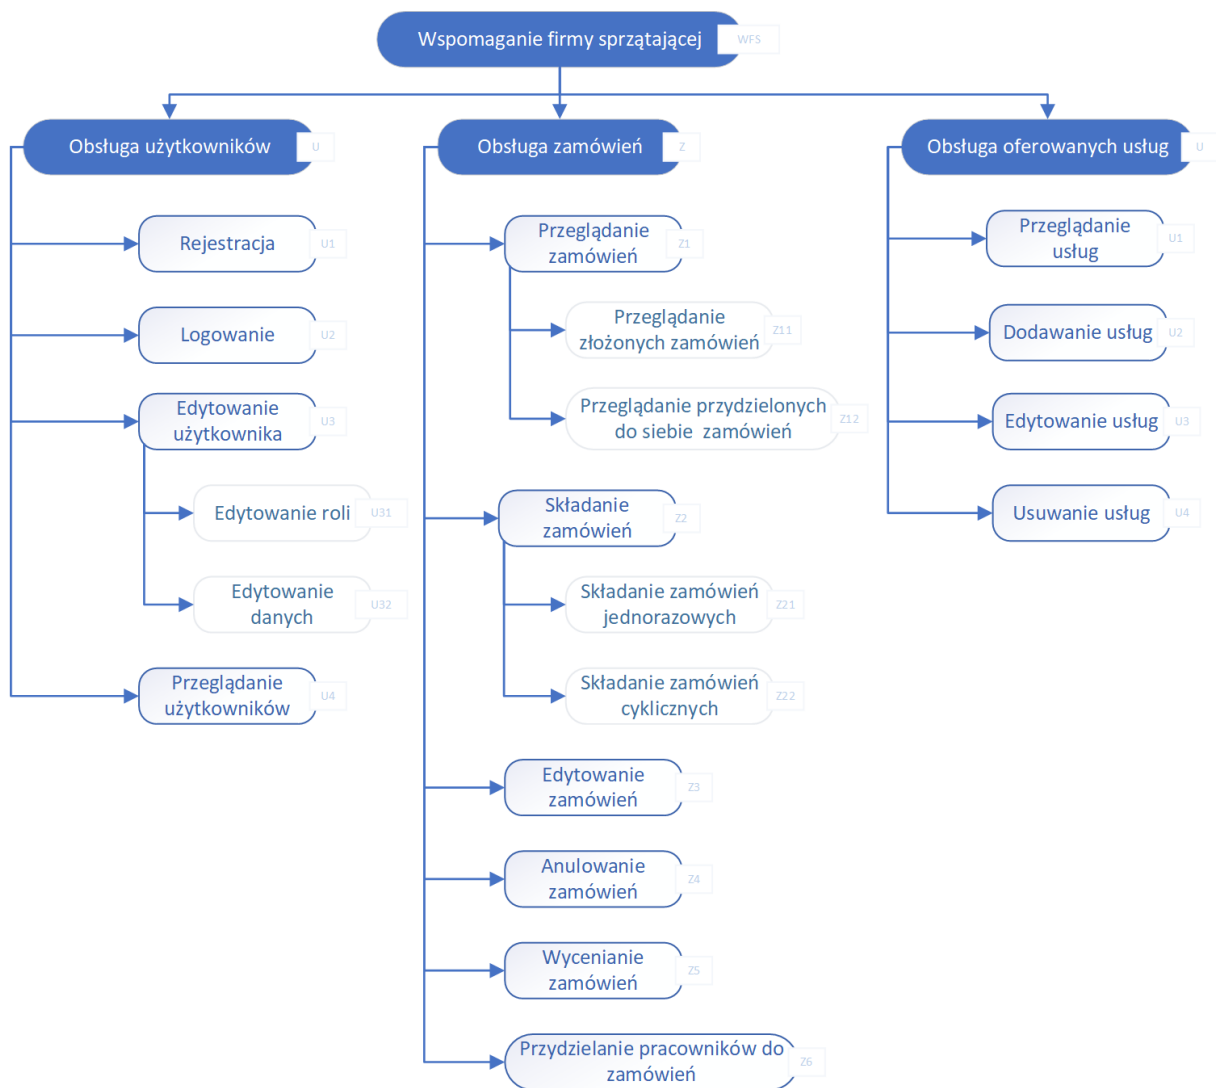 Wspomaganie firmy sprzątającej
WFS
Obsługa użytkowników
U
Rejestracja
U1
Logowanie
U2
Edytowanie
użytkownika
U3
Edytowanie roli
U31
Edytowanie
danych
U32
Przeglądanie
użytkowników
U4
Obsługa zamówień
Z
Przeglądanie
zamówień
Z1
Przeglądanie
złożonych zamówień
Z11
Przeglądanie przydzielonych
do siebie zamówień
Z12
Składanie
zamówień
Z2
Składanie zamówień
jednorazowych
Z21
Składanie zamówień
cyklicznych
Z22
Edytowanie
zamówień
Z3
Anulowanie
zamówień
Z4
Wycenianie
zamówień
Z5
Przydzielanie pracowników do
zamówień
Z6
Obsługa oferowanych usług
U
Przeglądanie
usług
U1
Dodawanie usług
U2
Edytowanie usług
U3
Usuwanie usług
U4